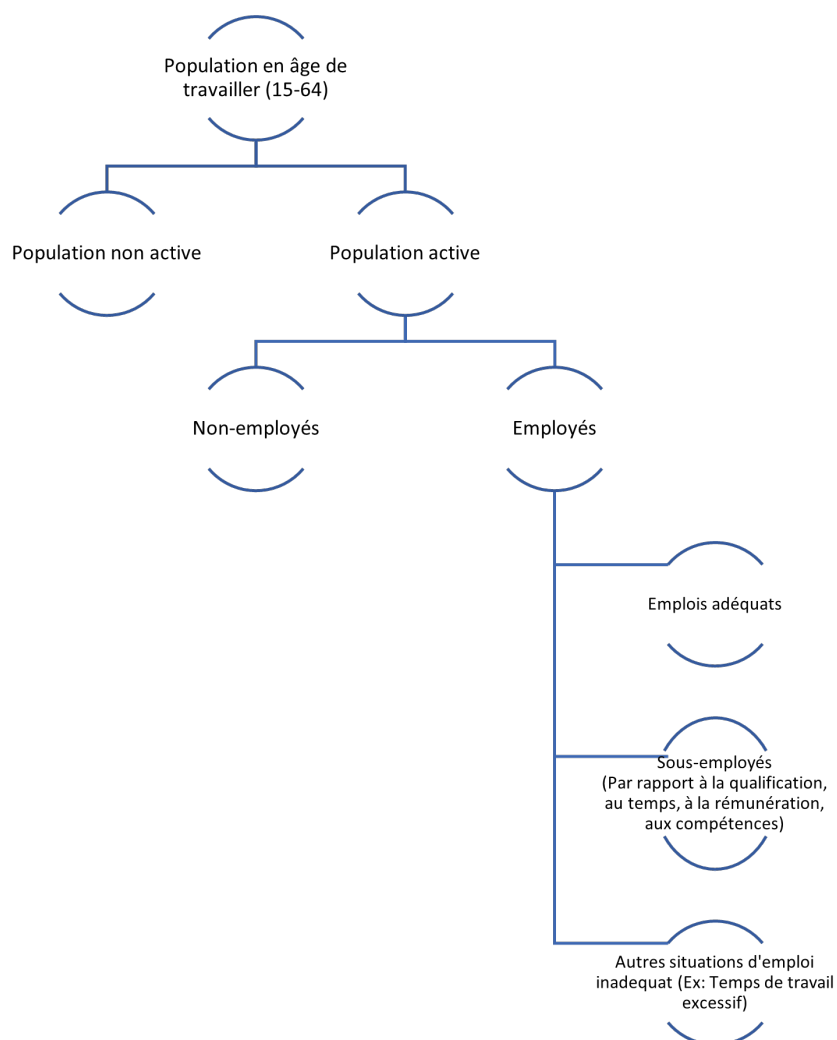 Population en âge de
travailler (15-64)
Population non active
Population active
Non-employés
Employés
Emplois adéquats
Sous-employés
(Par rapport à la qualification,
au temps, à la rémunération,
aux compétences)
Autres situations d'emploi
inadequat (Ex: Temps de travail
excessif)